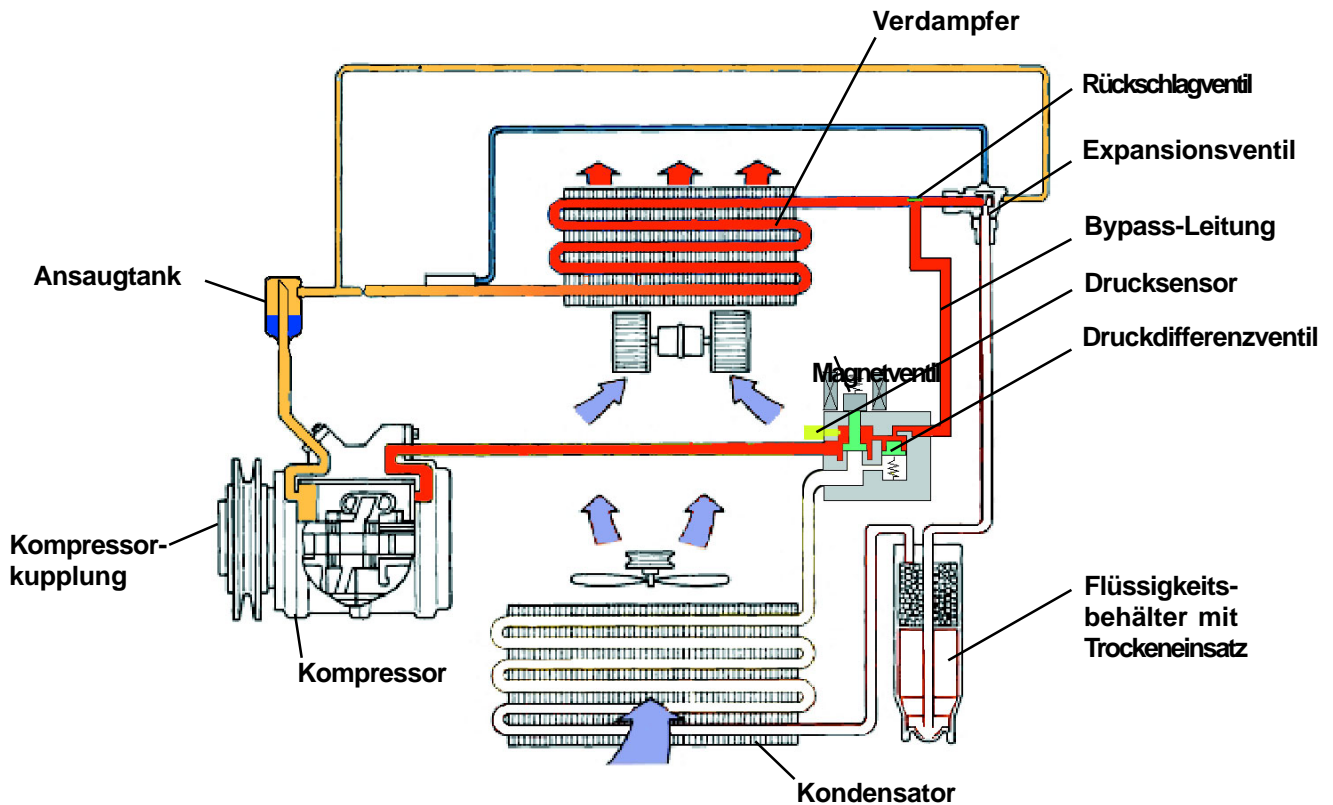 Verdampfer
Rückschlagventil
Expansionsventil
Bypass-Leitung
Ansaugtank
Drucksensor
Druckdifferenzventil
Magnetventil
Kompressor-
kupplung
Flüssigkeits-
behälter mit
Trockeneinsatz
Kompressor
Kondensator